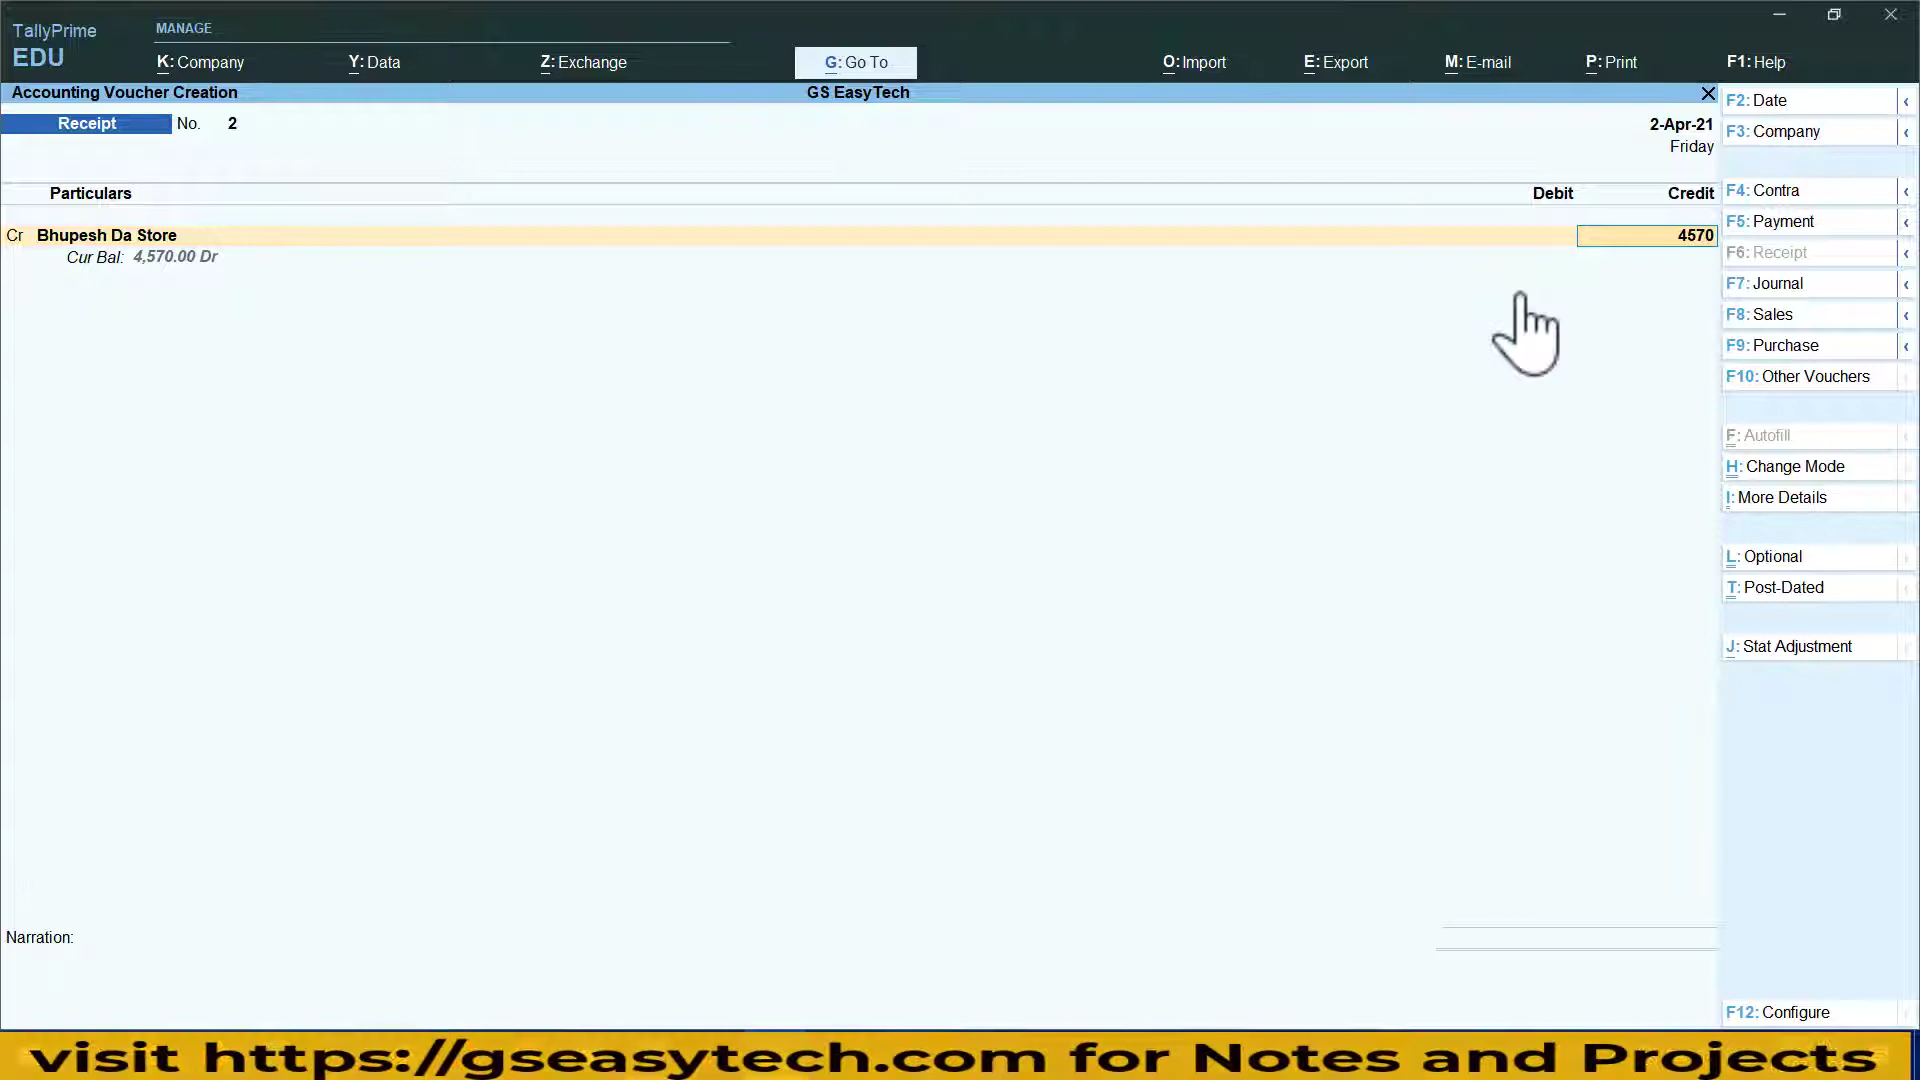 TallyPrime
EDU
MANAGE
K: Company
Y: Data
Z: Exchange
G: Go To
O: Import
E: Export
M: E-mail
P: Print
F1: Help
Accounting Voucher Creation
GS EasyTech
Receipt No. 2
2-Apr-21
Friday
Particulars Debit Credit
Cr Bhupesh Da Store 4570
Cur Bal: 4,570.00 Dr
Narration:
F2: Date
F3: Company
F4: Contra
F5: Payment
F6: Receipt
F7: Journal
F8: Sales
F9: Purchase
F10: Other Vouchers
F: Autofill
H: Change Mode
I: More Details
L: Optional
T: Post-Dated
J: Stat Adjustment
F12: Configure
visit https://gseasytech.com for Notes and Projects